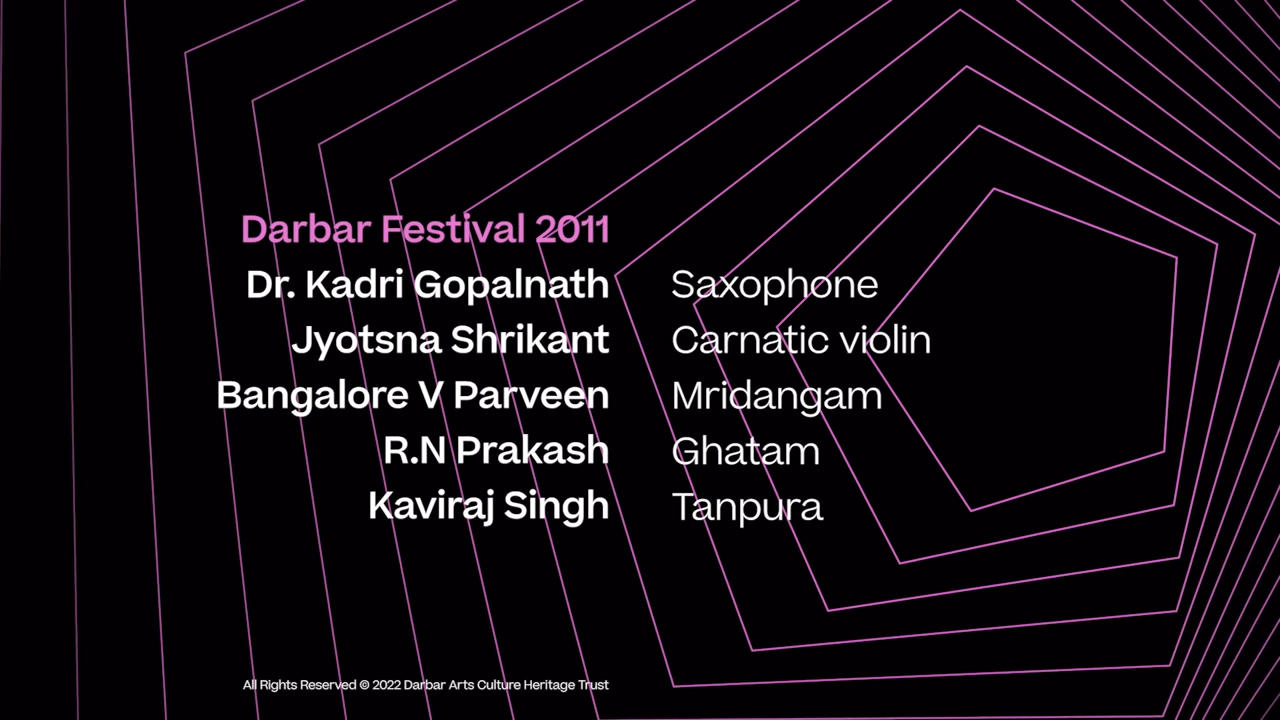 Darbar Festival 2011
Dr. Kadri Gopalnath Saxophone
Jyotsna Shrikant Carnatic violin
Bangalore V Parveen Mridangam
R.N Prakash Ghatam
Kaviraj Singh Tanpura
All Rights Reserved © 2022 Darbar Arts Culture Heritage Trust